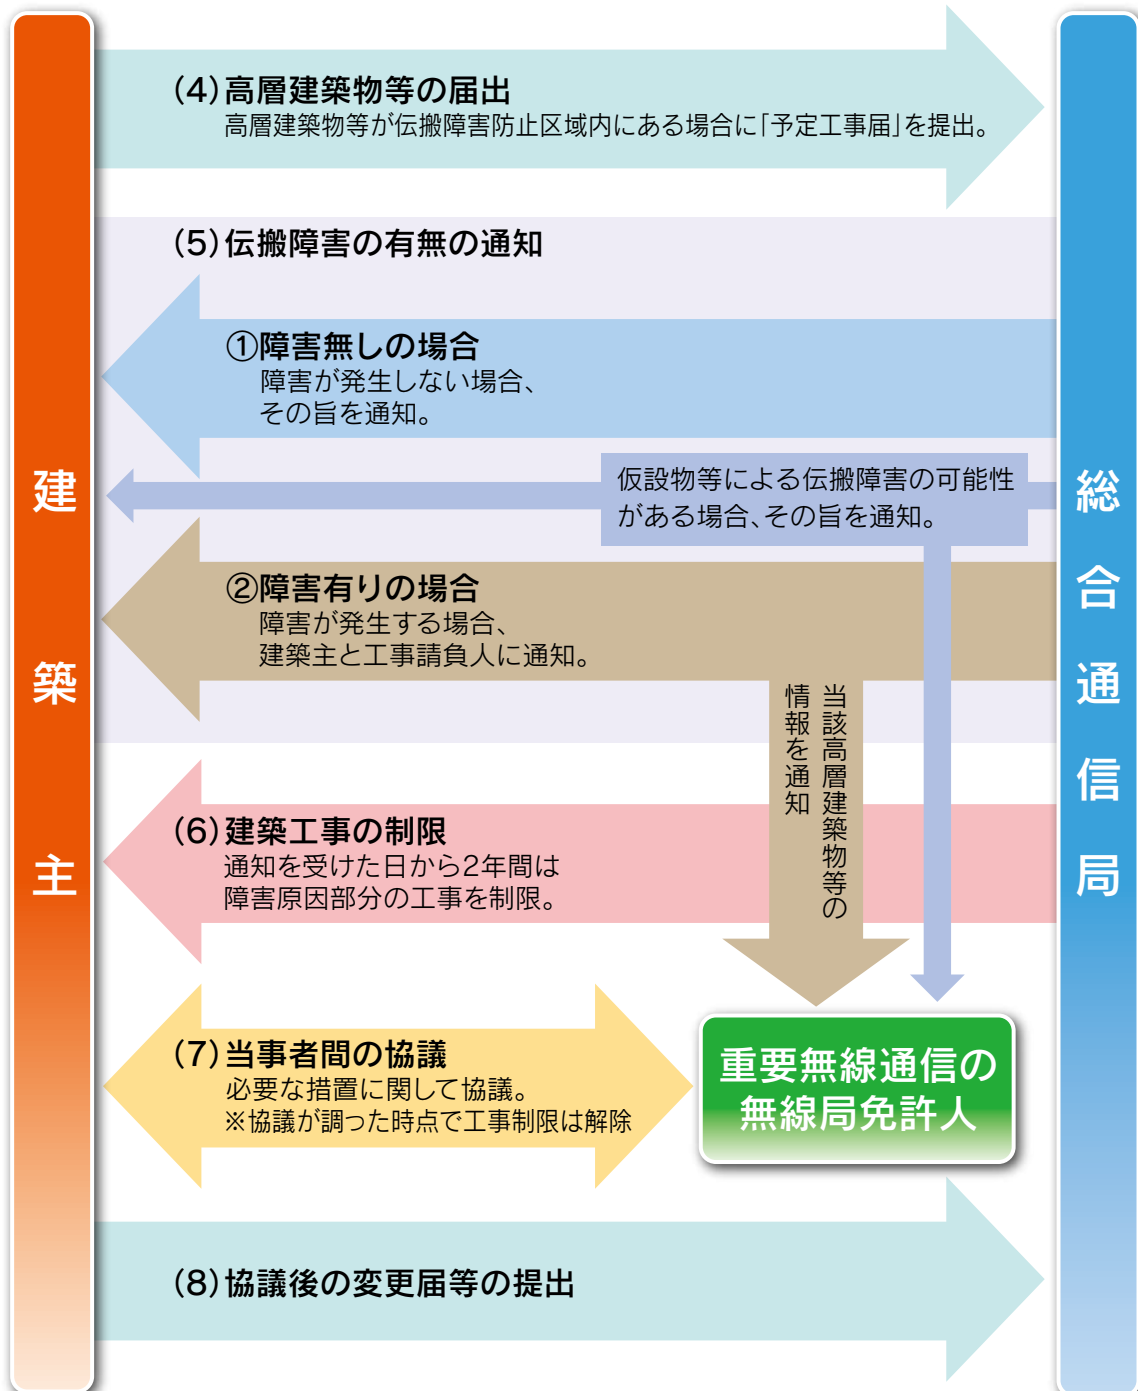 建築主
総合通信局
(4)高層建築物等の届出
高層建築物等が伝搬障害防止区域内にある場合に「予定工事届」を提出。
(5)伝搬障害の有無の通知
①障害無しの場合
障害が発生しない場合、
その旨を通知。
仮設物等による伝搬障害の可能性
がある場合、その旨を通知。
②障害有りの場合
障害が発生する場合、
建築主と工事請負人に通知。
当該高層建築物等の
情報を通知
(6)建築工事の制限
通知を受けた日から2年間は
障害原因部分の工事を制限。
(7)当事者間の協議
必要な措置に関して協議。
※協議が調った時点で工事制限は解除
重要無線通信の
無線局免許人
(8)協議後の変更届等の提出